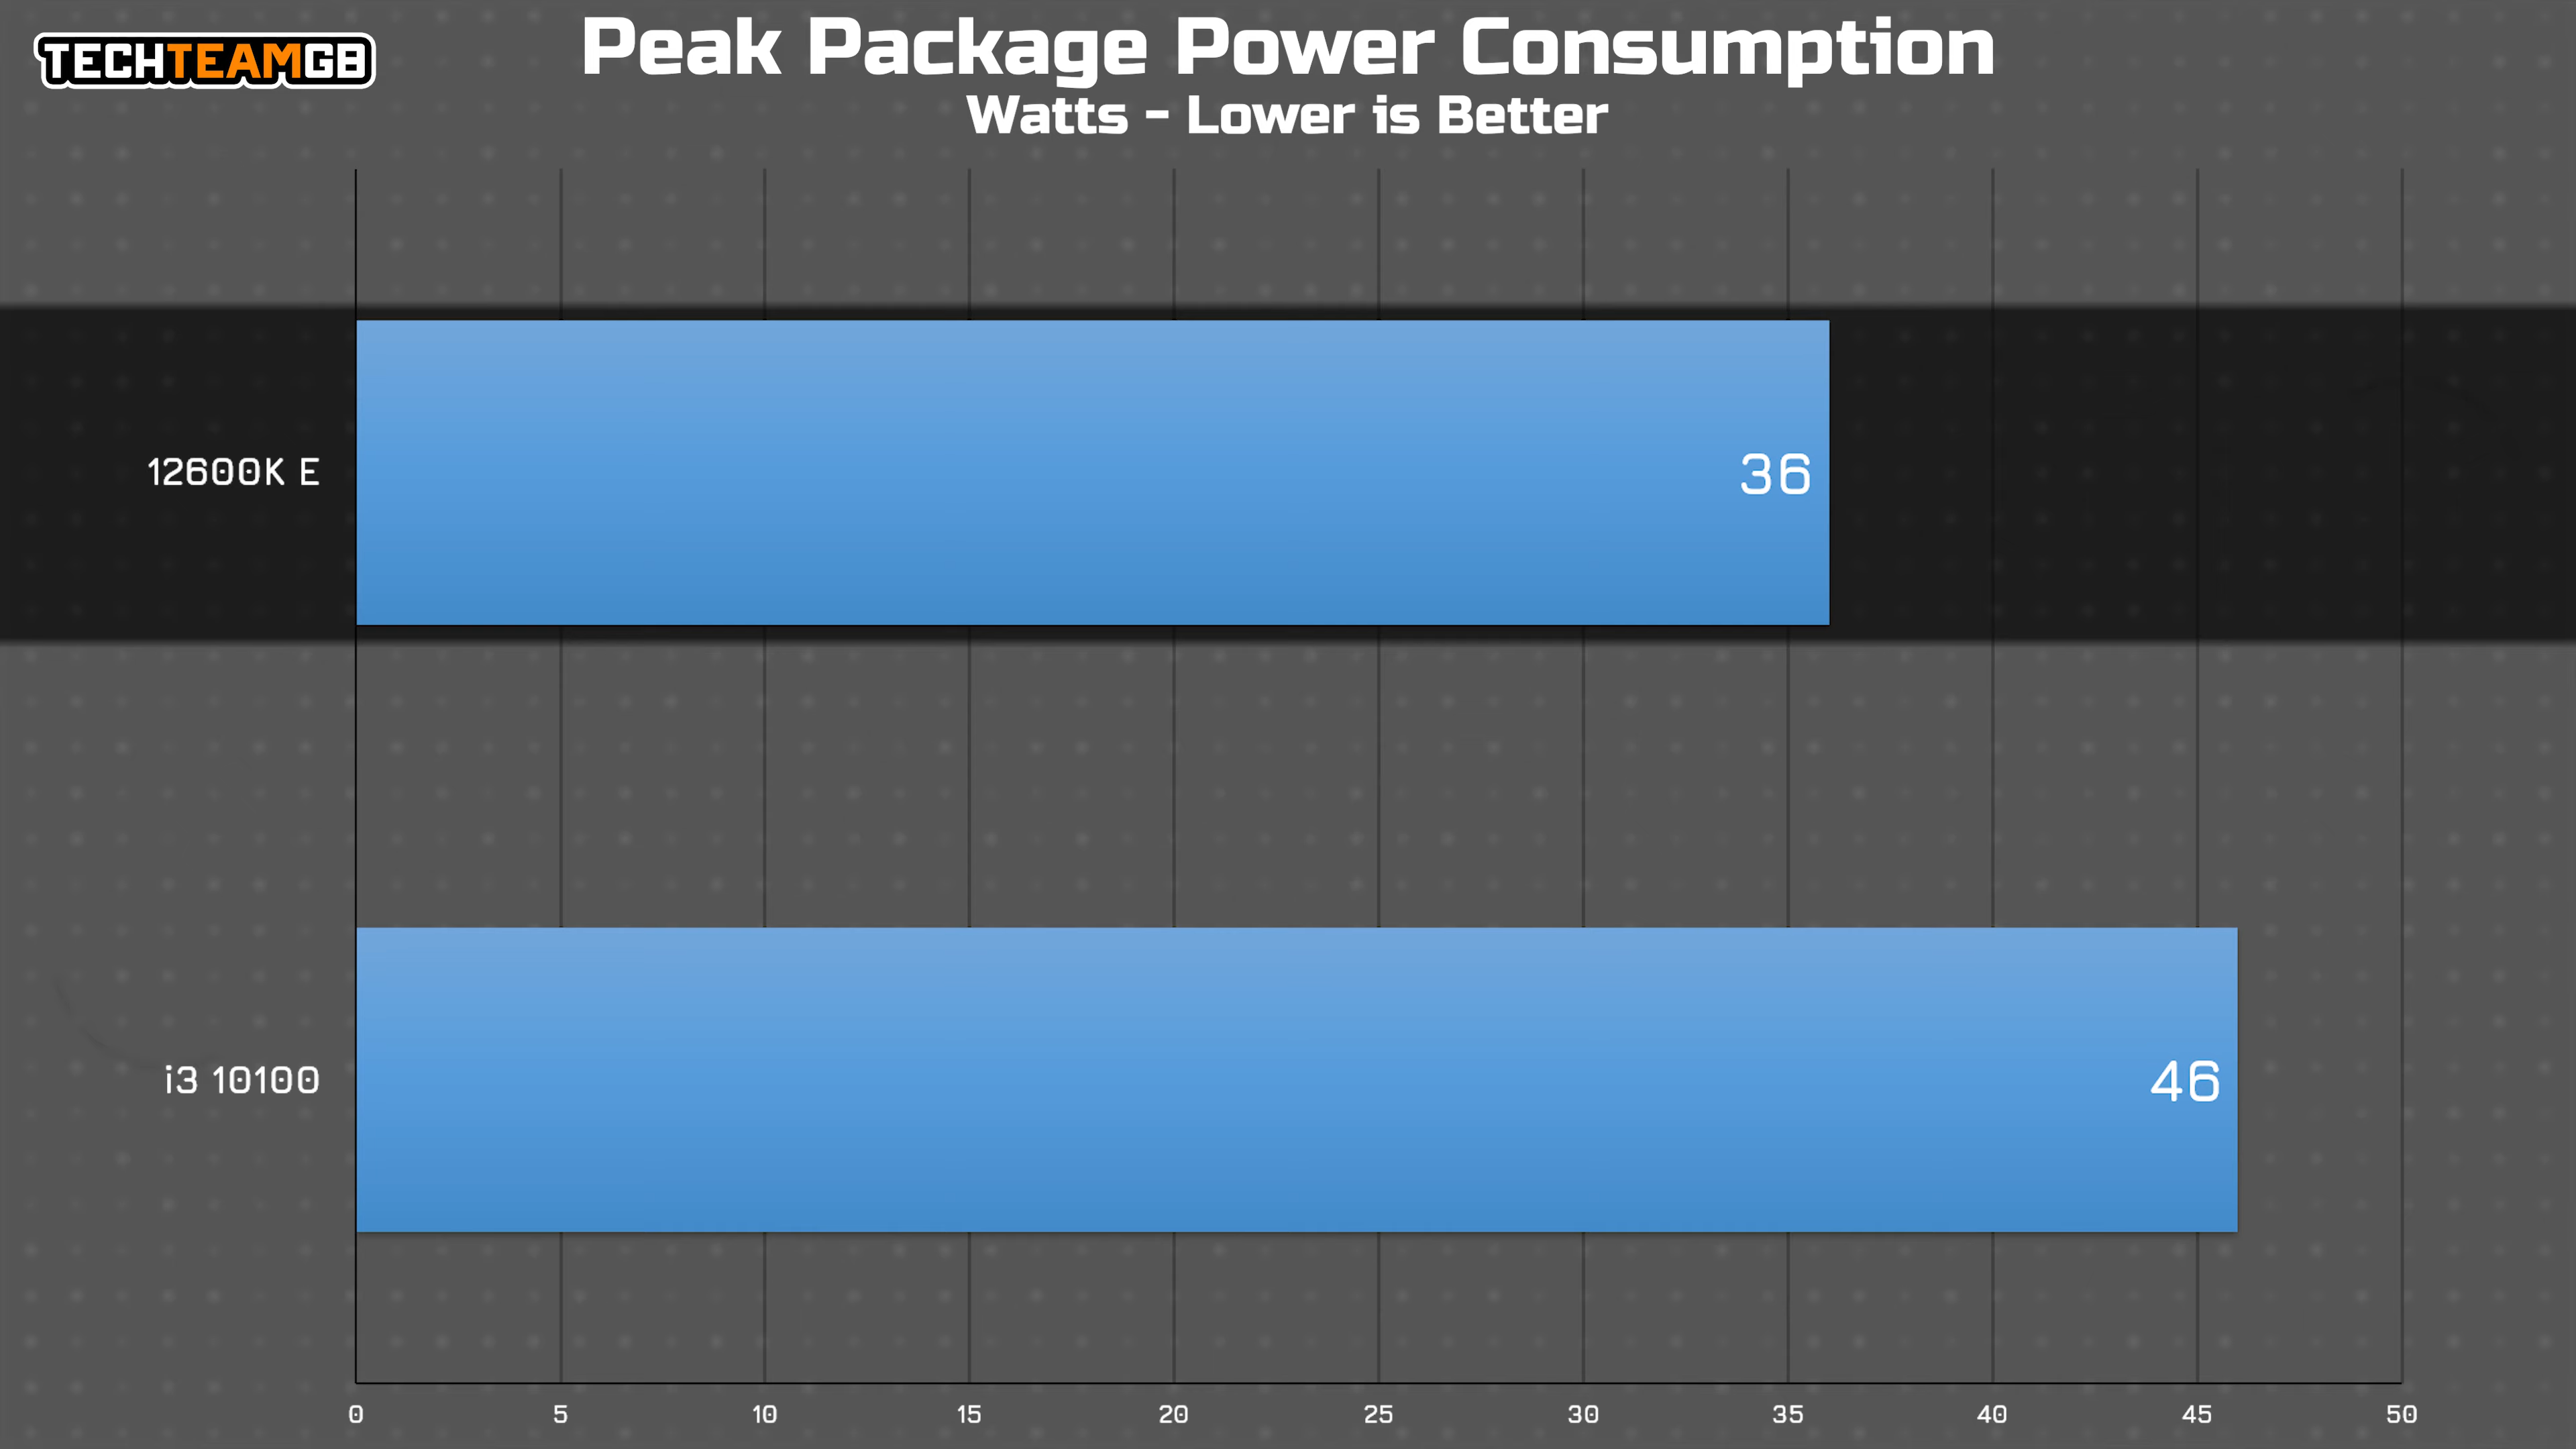 TECHTEAMGB
Peak Package Power Consumption
Watts - Lower is Better
12600K E
36
i3 10100
46
0 5 10 15 20 25 30 35 40 45 50